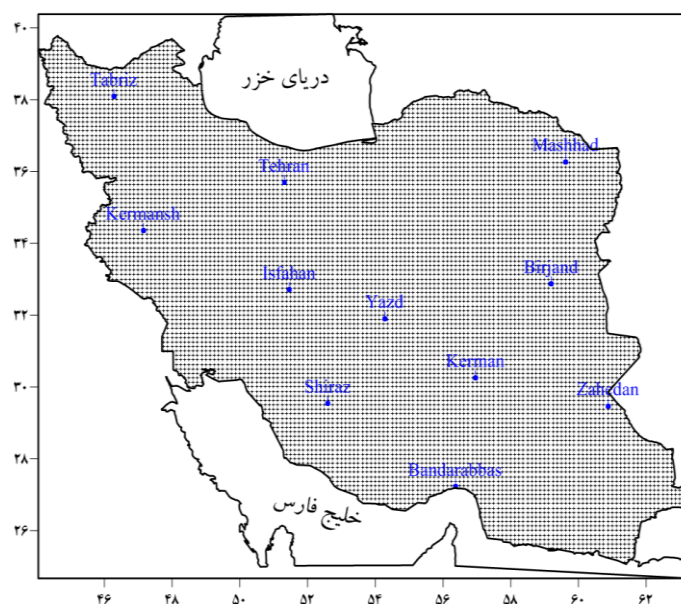 ۴۰
Tabriz
دریای خزر
۳۸
Mashhad
Tehran
۳۶
Kermansh
۳۴
Birjand
Isfahan
Yazd
۳۲
Kerman
Shiraz
Zahedan
۳۰
Bandarabbas
۲۸
خلیج فارس
۲۶
۴۶ ۴۸ ۵۰ ۵۲ ۵۴ ۵۶ ۵۸ ۶۰ ۶۲